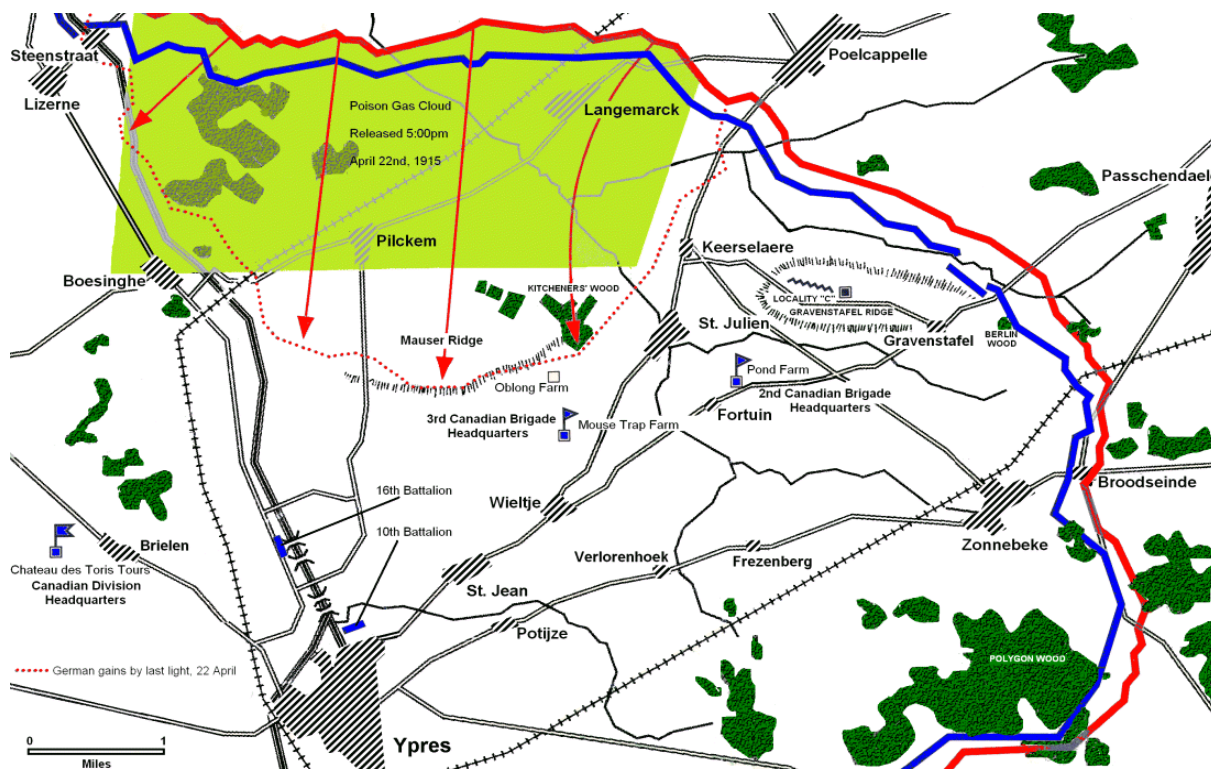 Steenstraat
Lizerne
Poelcappelle
Langemarck
Poison Gas Cloud
Released 5:00pm
April 22nd, 1915
Passchendaele
Pilckem
Keerselaere
Boesinghe
KITCHENERS' WOOD
LOCALITY "C"
GRAVENSTAFEL RIDGE
St. Julien
Mauser Ridge
Gravenstafel
BERLIN
WOOD
Pond Farm
Oblong Farm
2nd Canadian Brigade
Headquarters
Fortuin
3rd Canadian Brigade
Headquarters
Mouse Trap Farm
Broodseinde
16th Battalion
Wieltje
10th Battalion
Brielen
Zonnebeke
Verlorenhoek
Frezenberg
Chateau des Toris Tours
Canadian Division
Headquarters
St. Jean
Potijze
German gains by last light, 22 April
POLYGON WOOD
Ypres
0 1
Miles